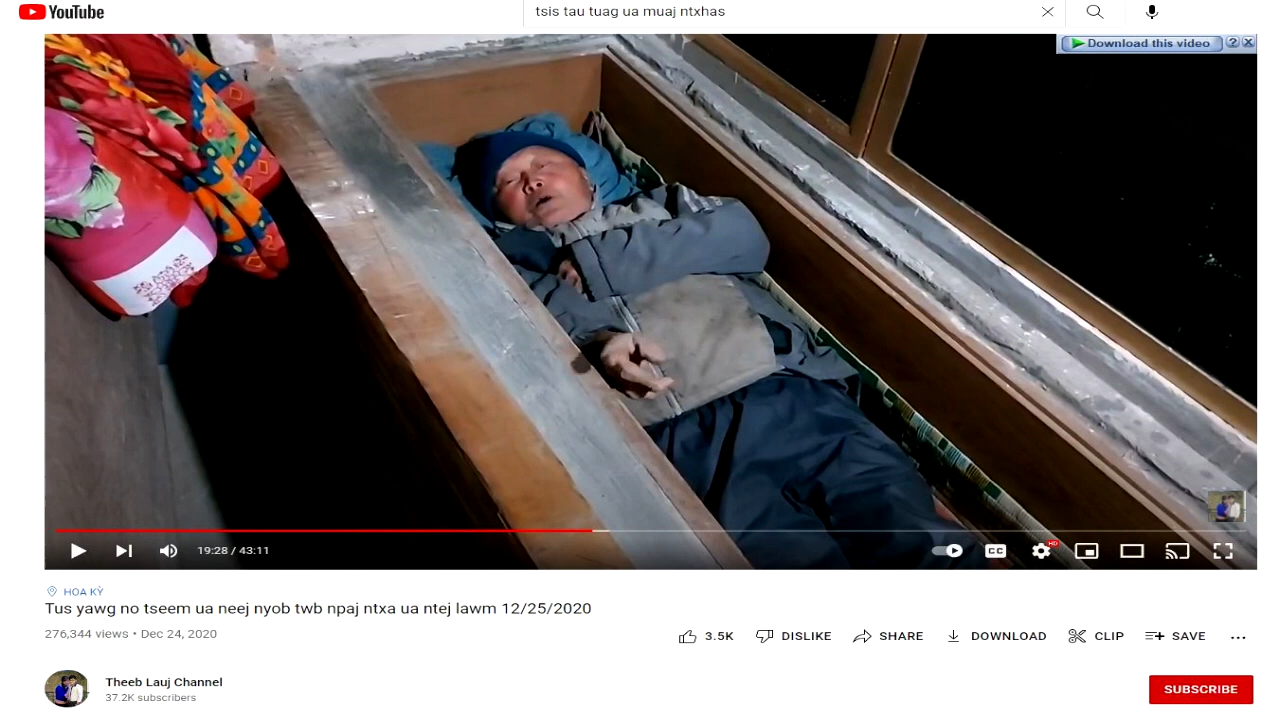 YouTube
tsis tau tuag ua muaj ntxhas
Download this video
19:28 / 43:11
CC
HD
HOA KỲ
Tus yawg no tseem ua neej nyob twb npaj ntxa ua ntej lawm 12/25/2020
276,344 views • Dec 24, 2020
3.5K DISLIKE SHARE DOWNLOAD CLIP SAVE ...
Theeb Lauj Channel
37.2K subscribers
SUBSCRIBE